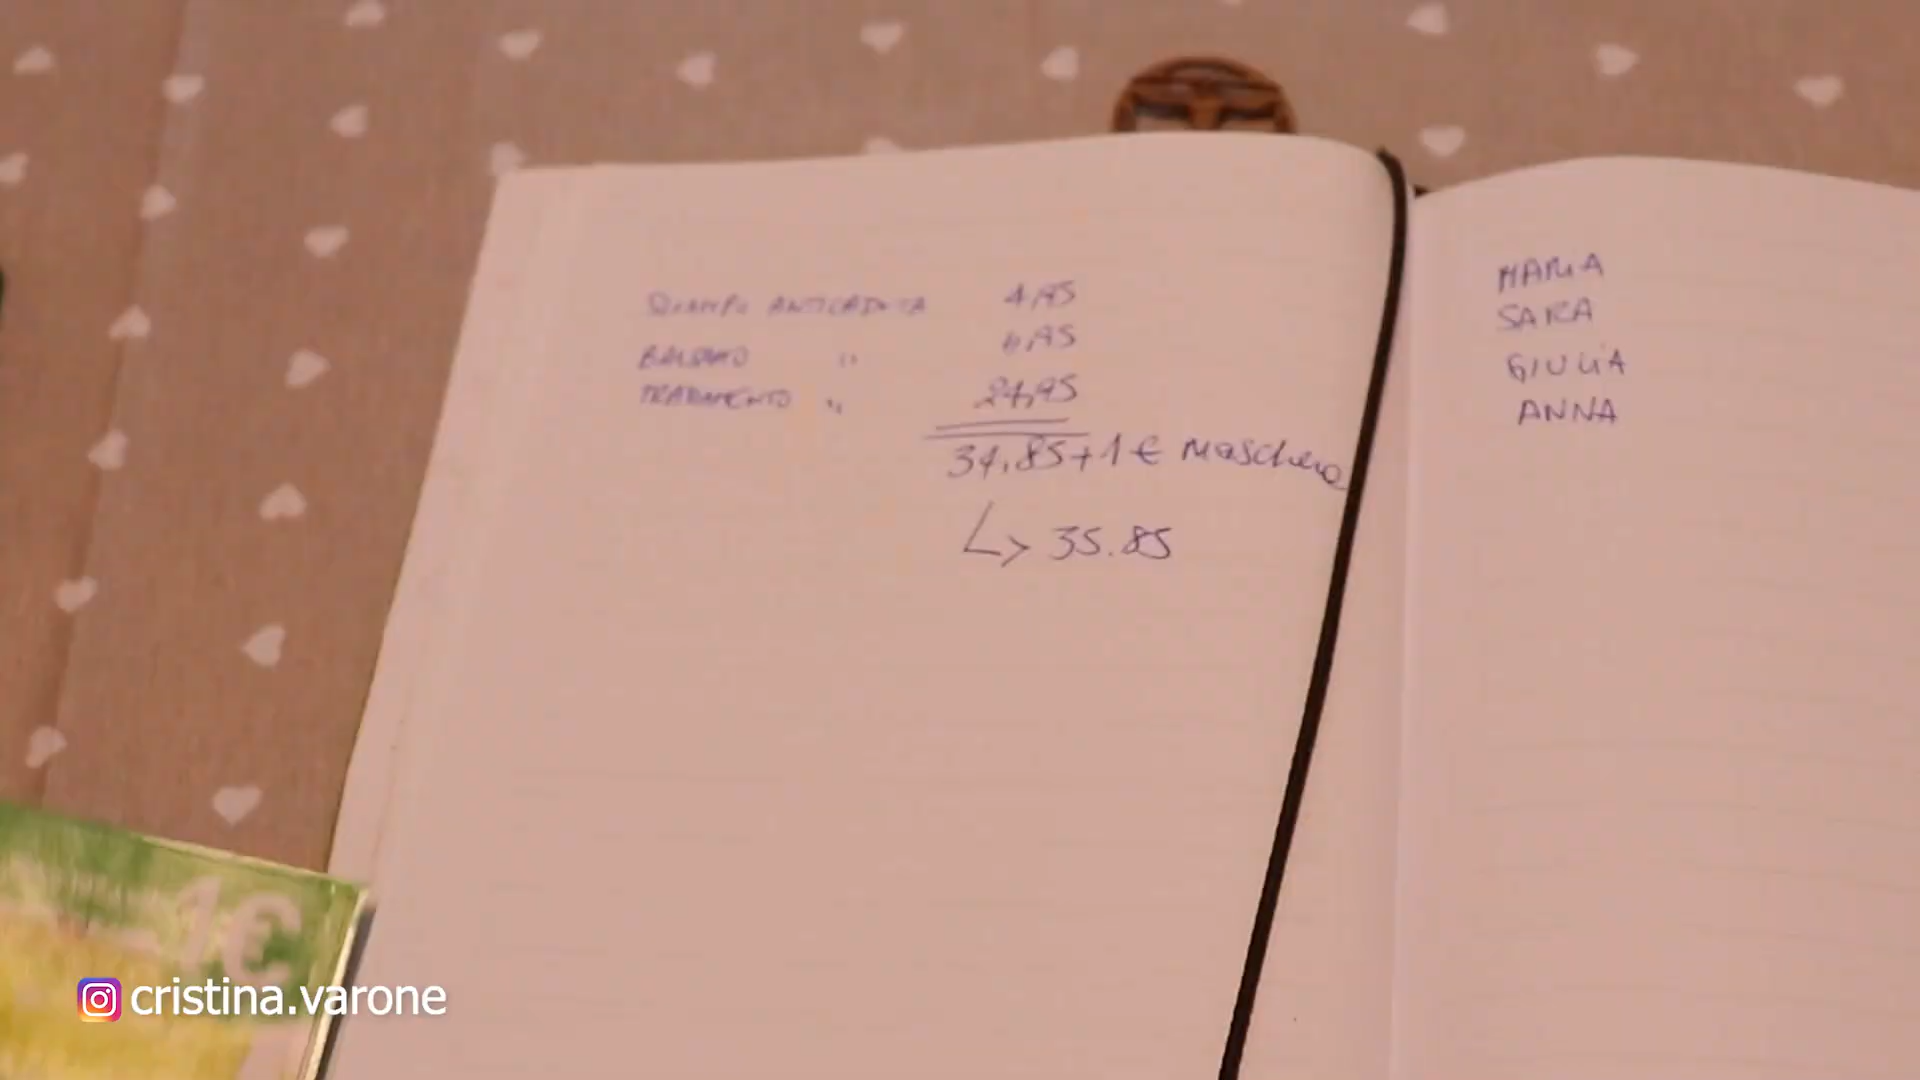 SCIAMPO ANTICADUTA 4,95
BALSAMO " 4,95
TRATTAMENTO " 24,95
34.85+1€ Maschera
↳ 35.85
MARIA
SARA
GIULIA
ANNA
1€
cristina.varone